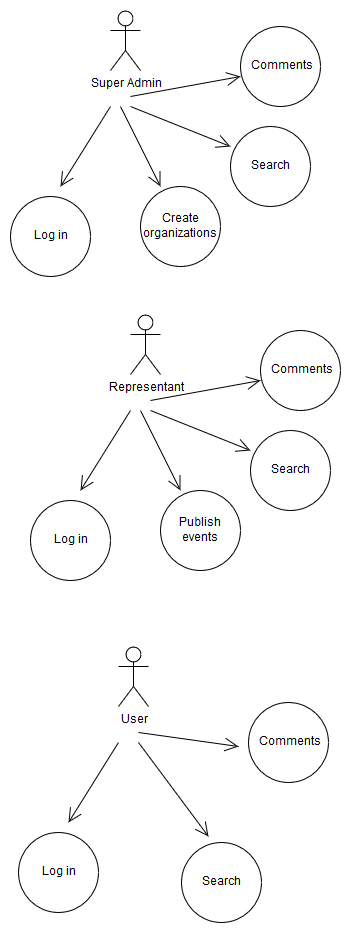 Super Admin
Comments
Search
Log in
Create
organizations
Representant
Comments
Search
Log in
Publish
events
User
Comments
Log in
Search